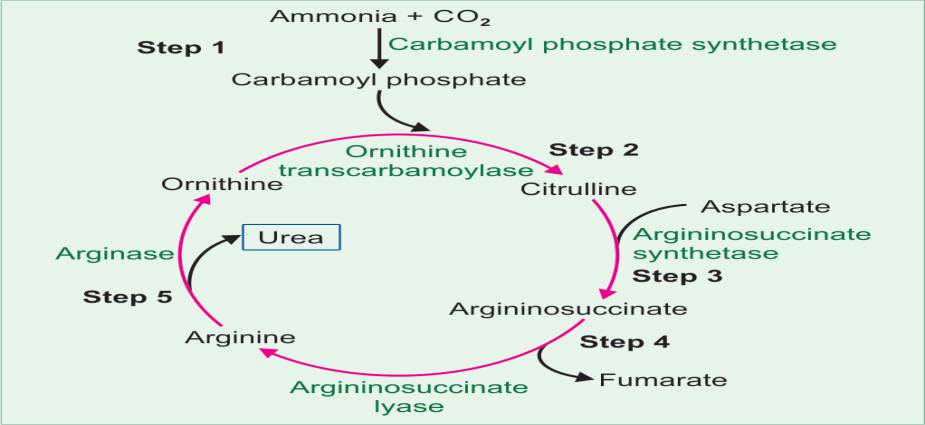 Ammonia + CO₂
Step 1
Carbamoyl phosphate synthetase
Carbamoyl phosphate
Ornithine
transcarbamoylase
Step 2
Ornithine
Citrulline
Aspartate
Argininosuccinate
synthetase
Step 3
Urea
Arginase
Step 5
Argininosuccinate
Arginine
Step 4
Fumarate
Argininosuccinate
lyase